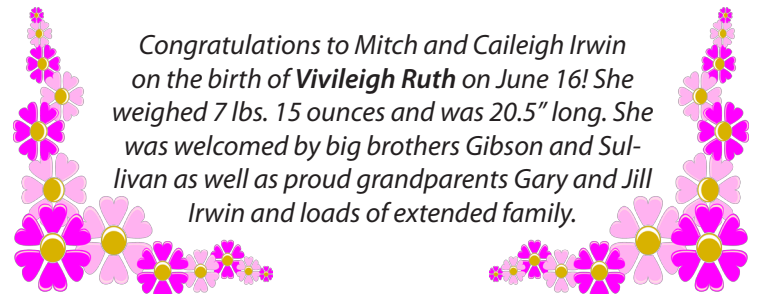 Congratulations to Mitch and Caileigh Irwin
on the birth of Vivileigh Ruth on June 16! She
weighed 7 lbs. 15 ounces and was 20.5” long. She
was welcomed by big brothers Gibson and Sul-
livan as well as proud grandparents Gary and Jill
Irwin and loads of extended family.